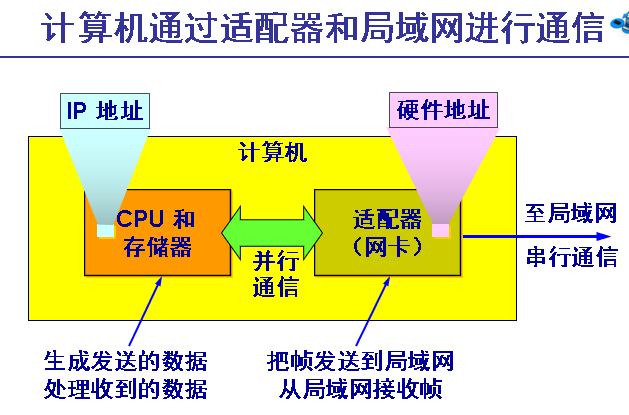 计算机通过适配器和局域网进行通信
IP 地址
硬件地址
计算机
CPU 和
存储器
适配器
（网卡）
并行
通信
至局域网
串行通信
生成发送的数据
处理收到的数据
把帧发送到局域网
从局域网接收帧